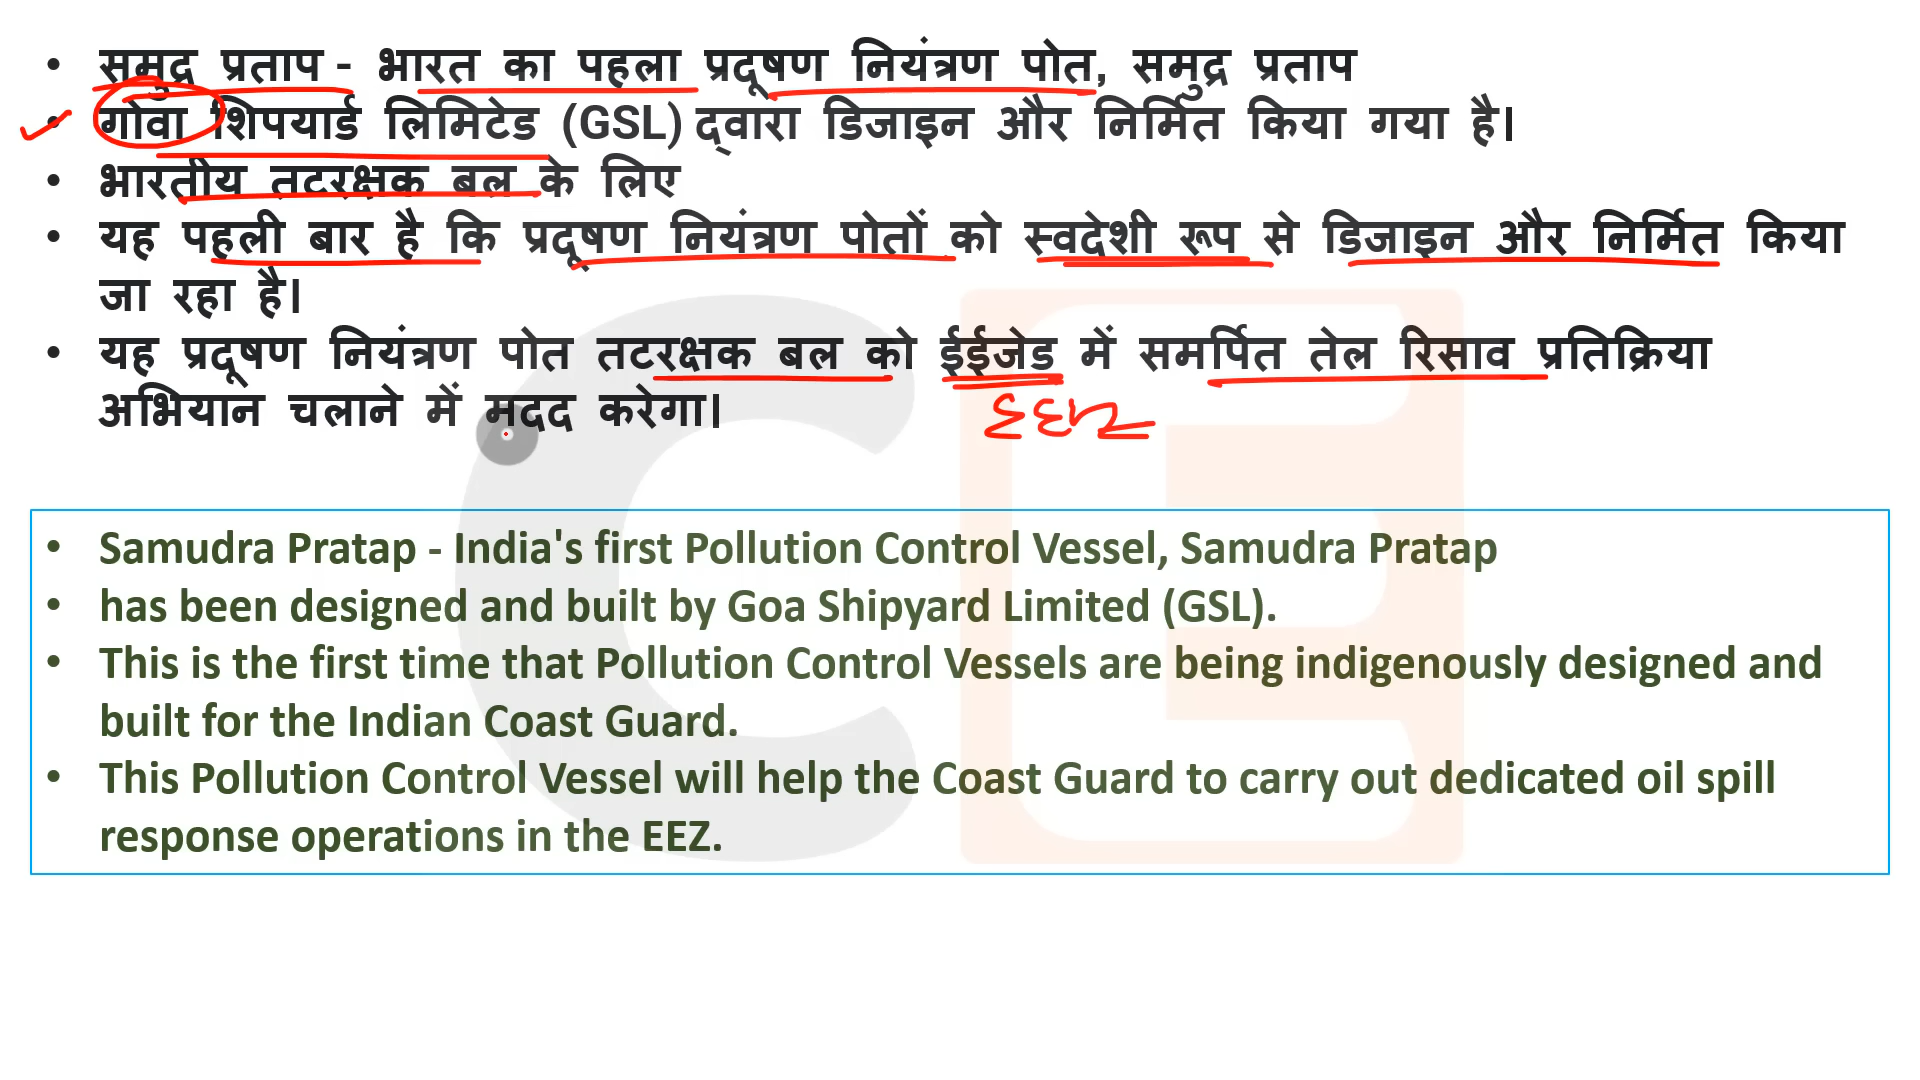 • समुद्र प्रताप - भारत का पहला प्रदूषण नियंत्रण पोत, समुद्र प्रताप
• गोवा शिपयार्ड लिमिटेड (GSL) द्वारा डिजाइन और निर्मित किया गया है।
• भारतीय तटरक्षक बल के लिए
• यह पहली बार है कि प्रदूषण नियंत्रण पोतों को स्वदेशी रूप से डिजाइन और निर्मित किया
जा रहा है।
• यह प्रदूषण नियंत्रण पोत तटरक्षक बल को ईईजेड में समर्पित तेल रिसाव प्रतिक्रिया
अभियान चलाने में मदद करेगा।
EEZ
• Samudra Pratap - India's first Pollution Control Vessel, Samudra Pratap
• has been designed and built by Goa Shipyard Limited (GSL).
• This is the first time that Pollution Control Vessels are being indigenously designed and
built for the Indian Coast Guard.
• This Pollution Control Vessel will help the Coast Guard to carry out dedicated oil spill
response operations in the EEZ.
CE